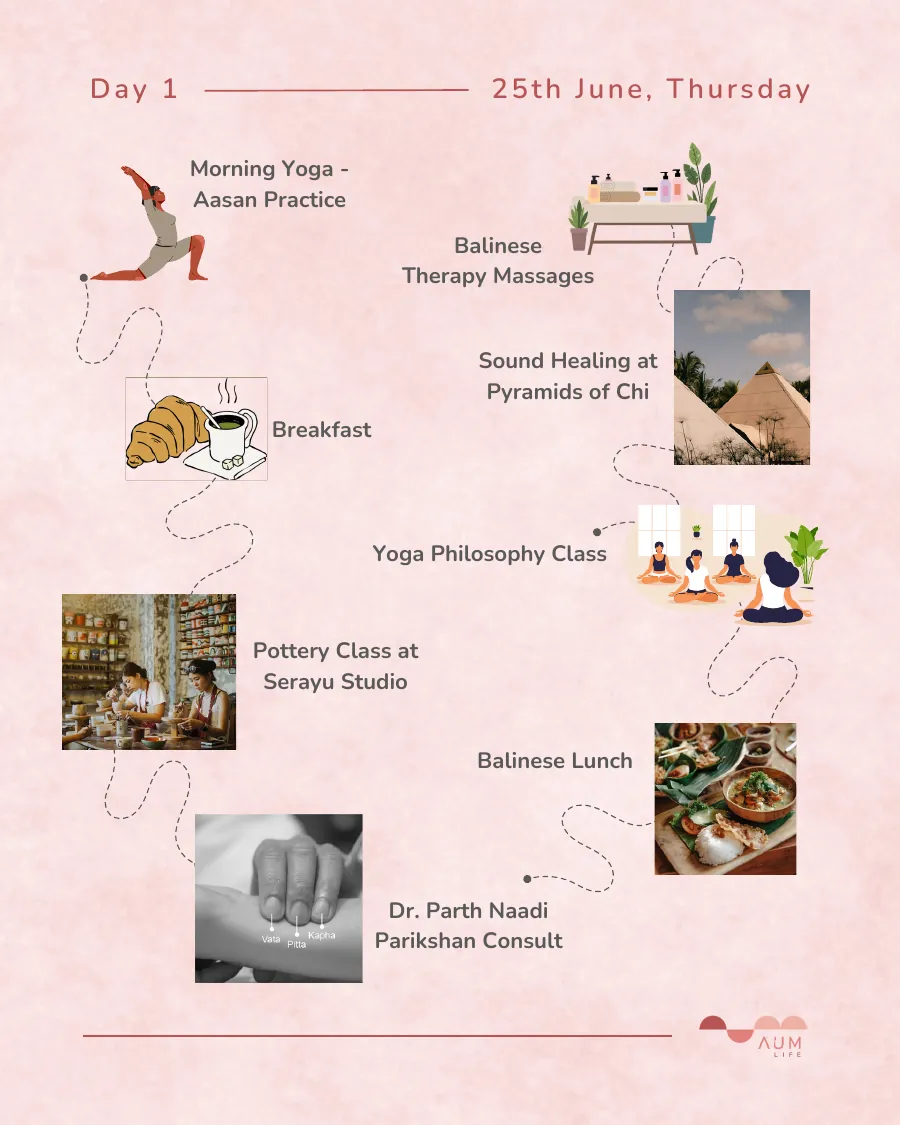 Day 1
25th June, Thursday
Morning Yoga -
Aasan Practice
Breakfast
Pottery Class at
Serayu Studio
Vata
Pitta
Kapha
Dr. Parth Naadi
Parikshan Consult
Balinese Lunch
Yoga Philosophy Class
Sound Healing at
Pyramids of Chi
Balinese
Therapy Massages
AUM
LIFE